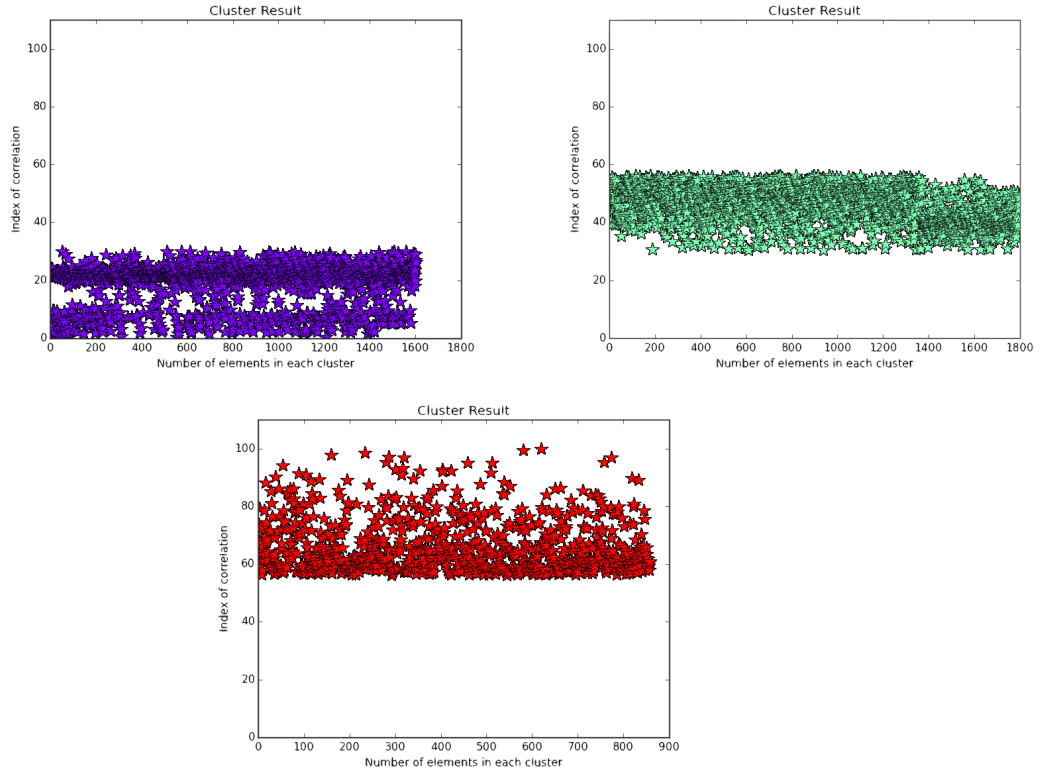 Cluster Result
Index of correlation
100
80
60
40
20
0
0 200 400 600 800 1000 1200 1400 1600 1800
Number of elements in each cluster
Cluster Result
Index of correlation
100
80
60
40
20
0
0 200 400 600 800 1000 1200 1400 1600 1800
Number of elements in each cluster
Cluster Result
Index of correlation
100
80
60
40
20
0
0 100 200 300 400 500 600 700 800 900
Number of elements in each cluster